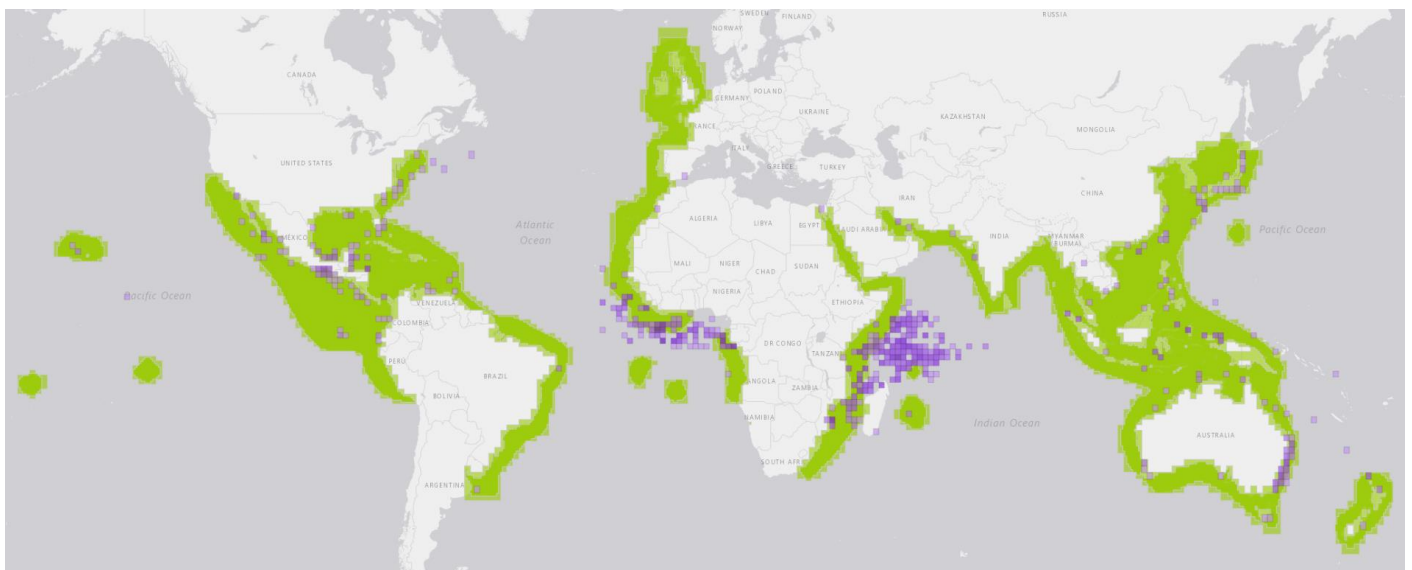 SWEDEN
FINLAND
RUSSIA
NORWAY
CANADA
POLAND
GERMANY
UKRAINE
KAZAKHSTAN
FRANCE
MONGOLIA
ITALY
UNITED STATES
GREECE
TURKEY
CHINA
IRAN
ALGERIA
LIBYA
EGYPT
SAUDI ARABIA
Atlantic
Ocean
Pacific Ocean
MEXICO
INDIA
MYANMAR
BURMA
MALI
NIGER
CHAD
SUDAN
NIGERIA
Pacific Ocean
VENEZUELA
ETHIOPIA
COLOMBIA
DR CONGO
TANZANIA
PERU
BRAZIL
ANGOLA
ZAMBIA
BOLIVIA
NAMIBIA
Indian Ocean
AUSTRALIA
SOUTH AFR
ARGENTINA